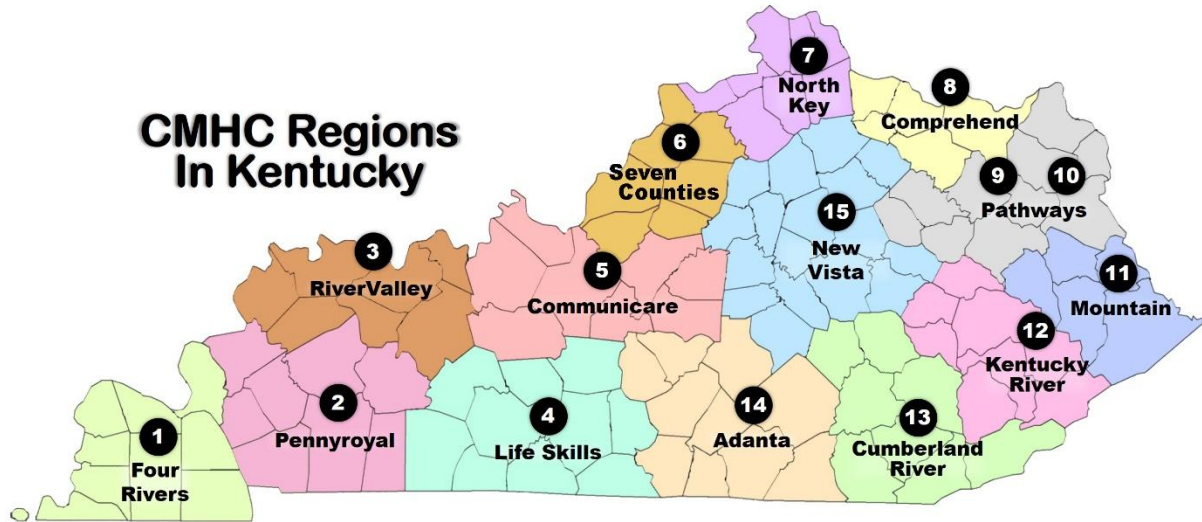 CMHC Regions
In Kentucky
7
North
Key
8
Comprehend
6
Seven
Counties
9
10
Pathways
15
New
Vista
3
RiverValley
5
Communicare
11
Mountain
12
Kentucky
River
2
Pennyroyal
4
Life Skills
14
Adanta
13
Cumberland
River
1
Four
Rivers